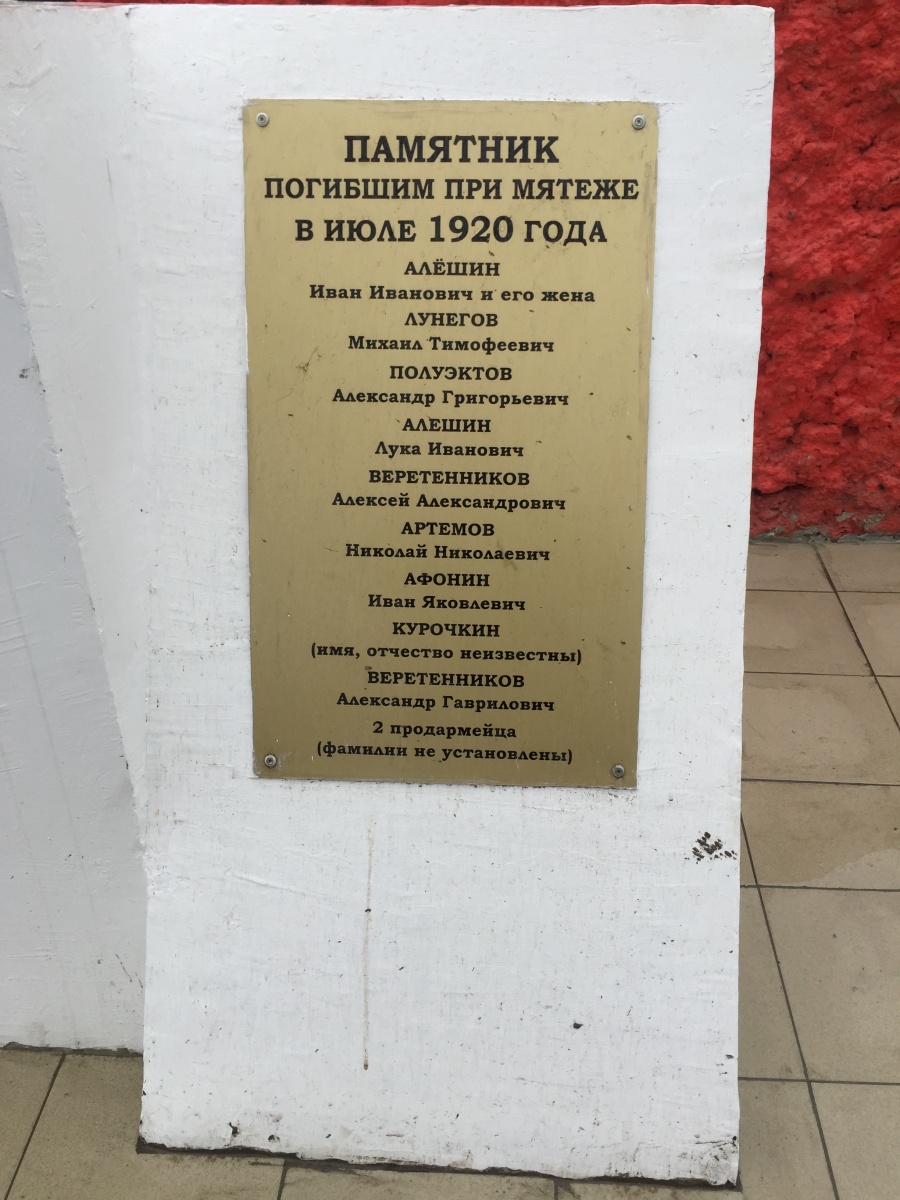 ПАМЯТНИК
ПОГИБШИМ ПРИ МЯТЕЖЕ
В ИЮЛЕ 1920 ГОДА
АЛЁШИН
Иван Иванович и его жена
ЛУНЕГОВ
Михаил Тимофеевич
ПОЛУЭКТОВ
Александр Григорьевич
АЛЕШИН
Лука Иванович
ВЕРЕТЕННИКОВ
Алексей Александрович
АРТЕМОВ
Николай Николаевич
АФОНИН
Иван Яковлевич
КУРОЧКИН
(имя, отчество неизвестны)
ВЕРЕТЕННИКОВ
Александр Гаврилович
2 продармейца
(фамилии не установлены)